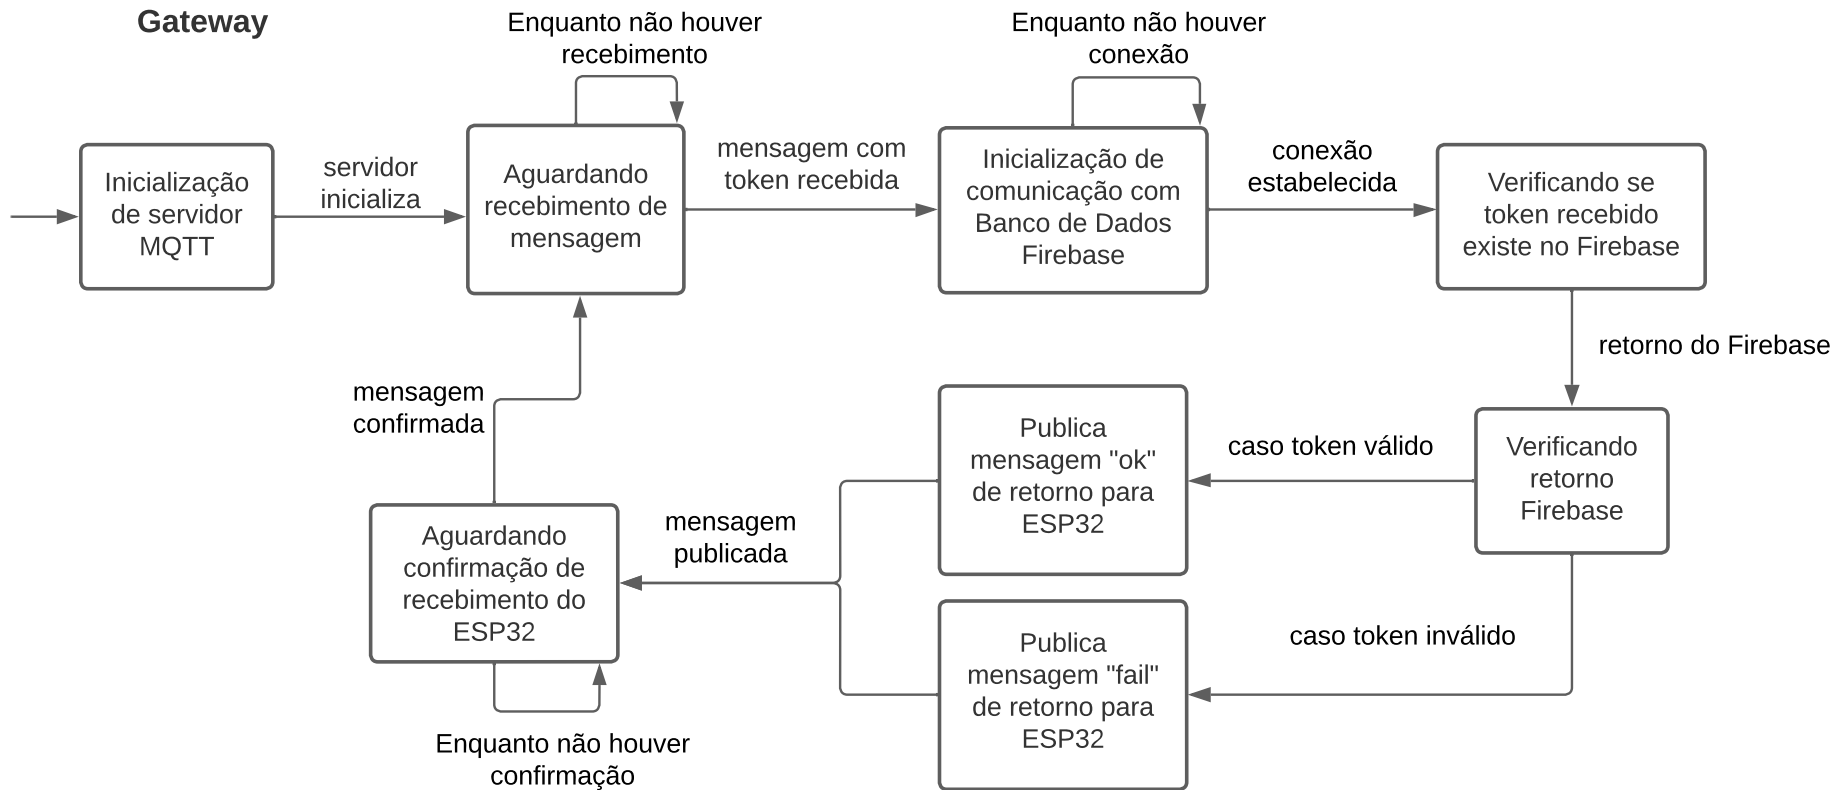 Gateway
Enquanto não houver
recebimento
Enquanto não houver
conexão
Inicialização
de servidor
MQTT
servidor
inicializa
Aguardando
recebimento de
mensagem
mensagem com
token recebida
Inicialização de
comunicação com
Banco de Dados
Firebase
conexão
estabelecida
Verificando se
token recebido
existe no Firebase
retorno do Firebase
Verificando
retorno
Firebase
caso token válido
Publica
mensagem "ok"
de retorno para
ESP32
caso token inválido
Publica
mensagem "fail"
de retorno para
ESP32
mensagem
publicada
Aguardando
confirmação de
recebimento do
ESP32
Enquanto não houver
confirmação
mensagem
confirmada